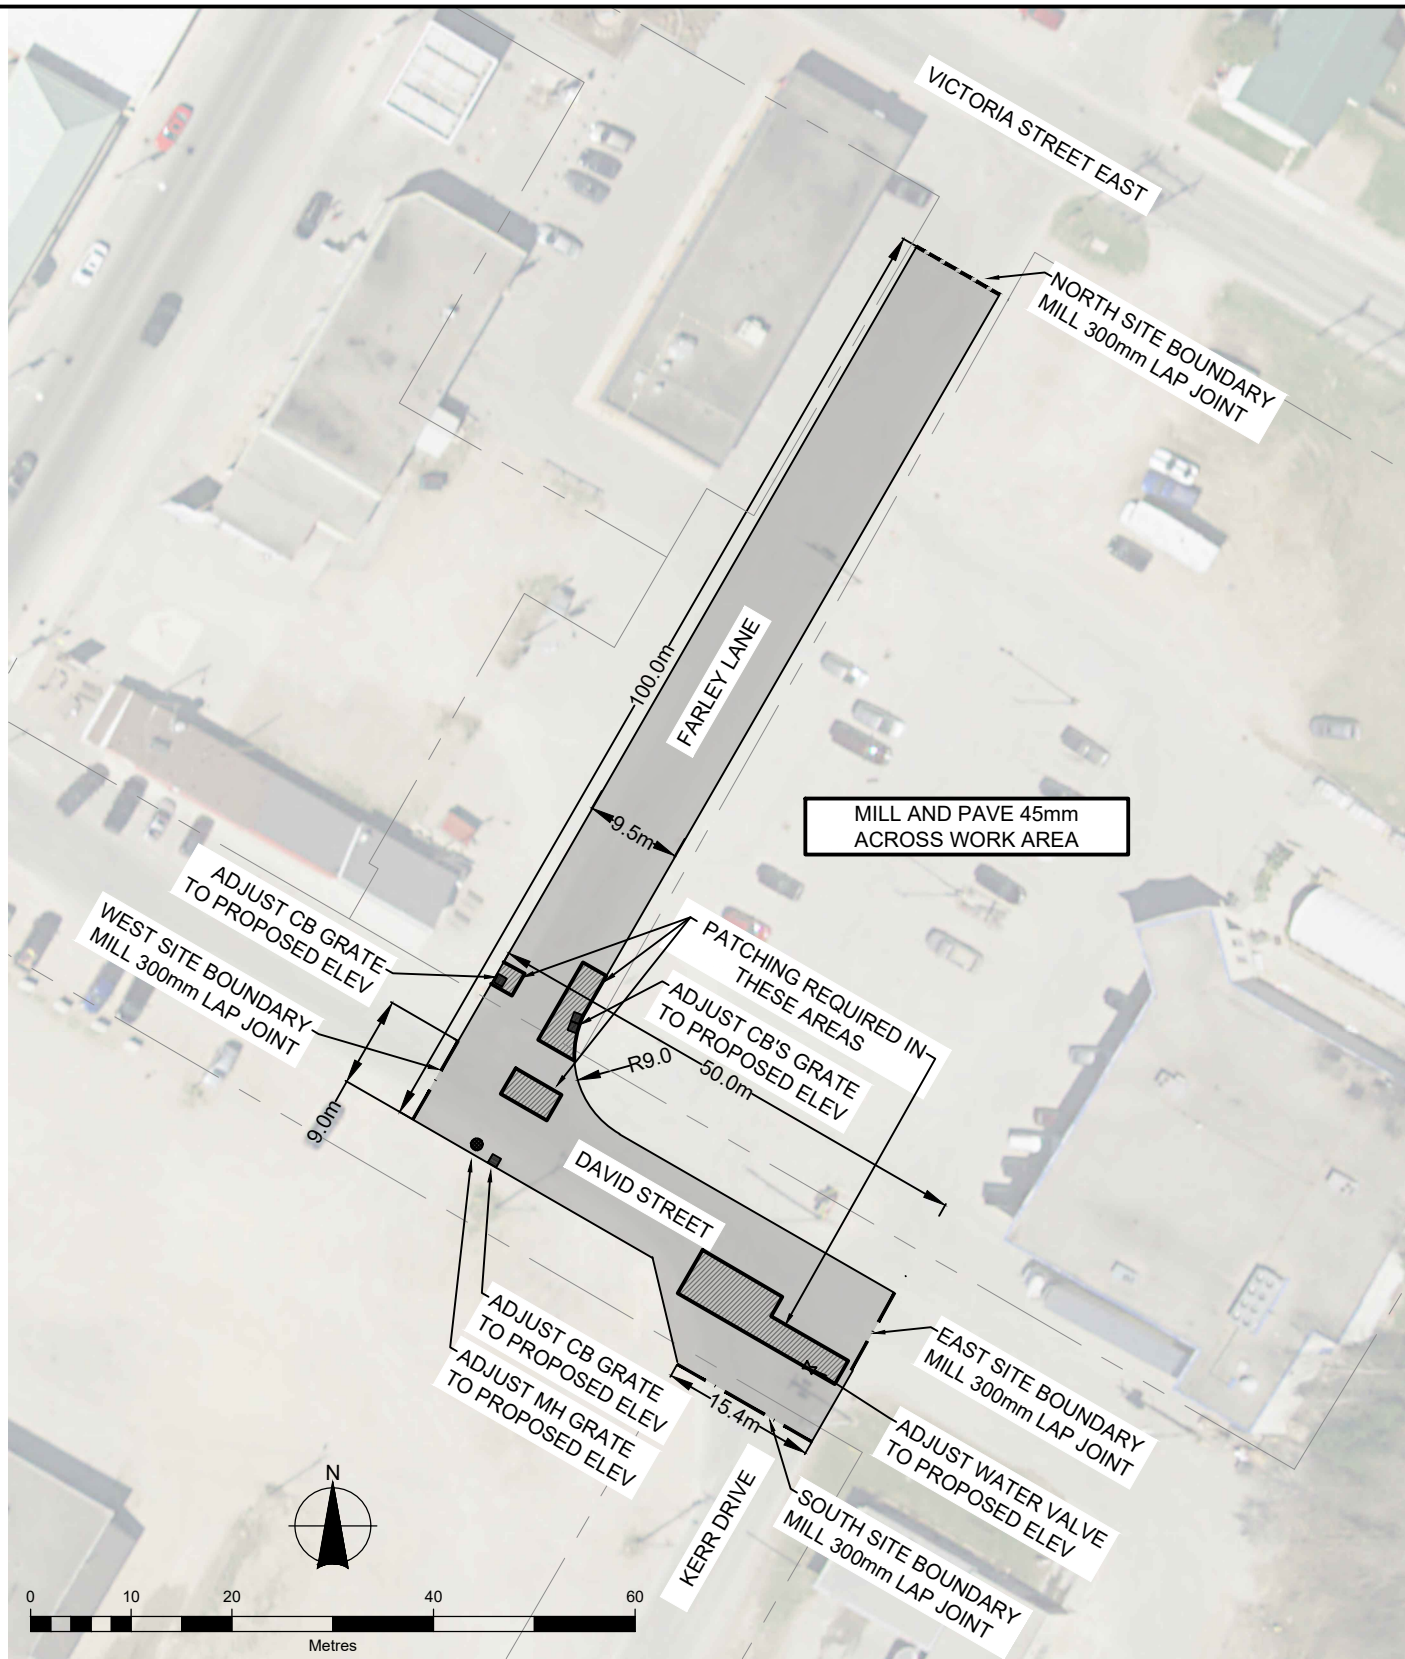 VICTORIA STREET EAST
NORTH SITE BOUNDARY
MILL 300mm LAP JOINT
100.0m
FARLEY LANE
9.5m
MILL AND PAVE 45mm
ACROSS WORK AREA
ADJUST CB GRATE
TO PROPOSED ELEV
WEST SITE BOUNDARY
MILL 300mm LAP JOINT
PATCHING REQUIRED IN
THESE AREAS
ADJUST CB'S GRATE
TO PROPOSED ELEV
R9.0
50.0m
9.0m
DAVID STREET
ADJUST CB GRATE
TO PROPOSED ELEV
ADJUST MH GRATE
TO PROPOSED ELEV
EAST SITE BOUNDARY
MILL 300mm LAP JOINT
15.4m
ADJUST WATER VALVE
TO PROPOSED ELEV
KERR DRIVE
SOUTH SITE BOUNDARY
MILL 300mm LAP JOINT
N
0 10 20 40 60
Metres